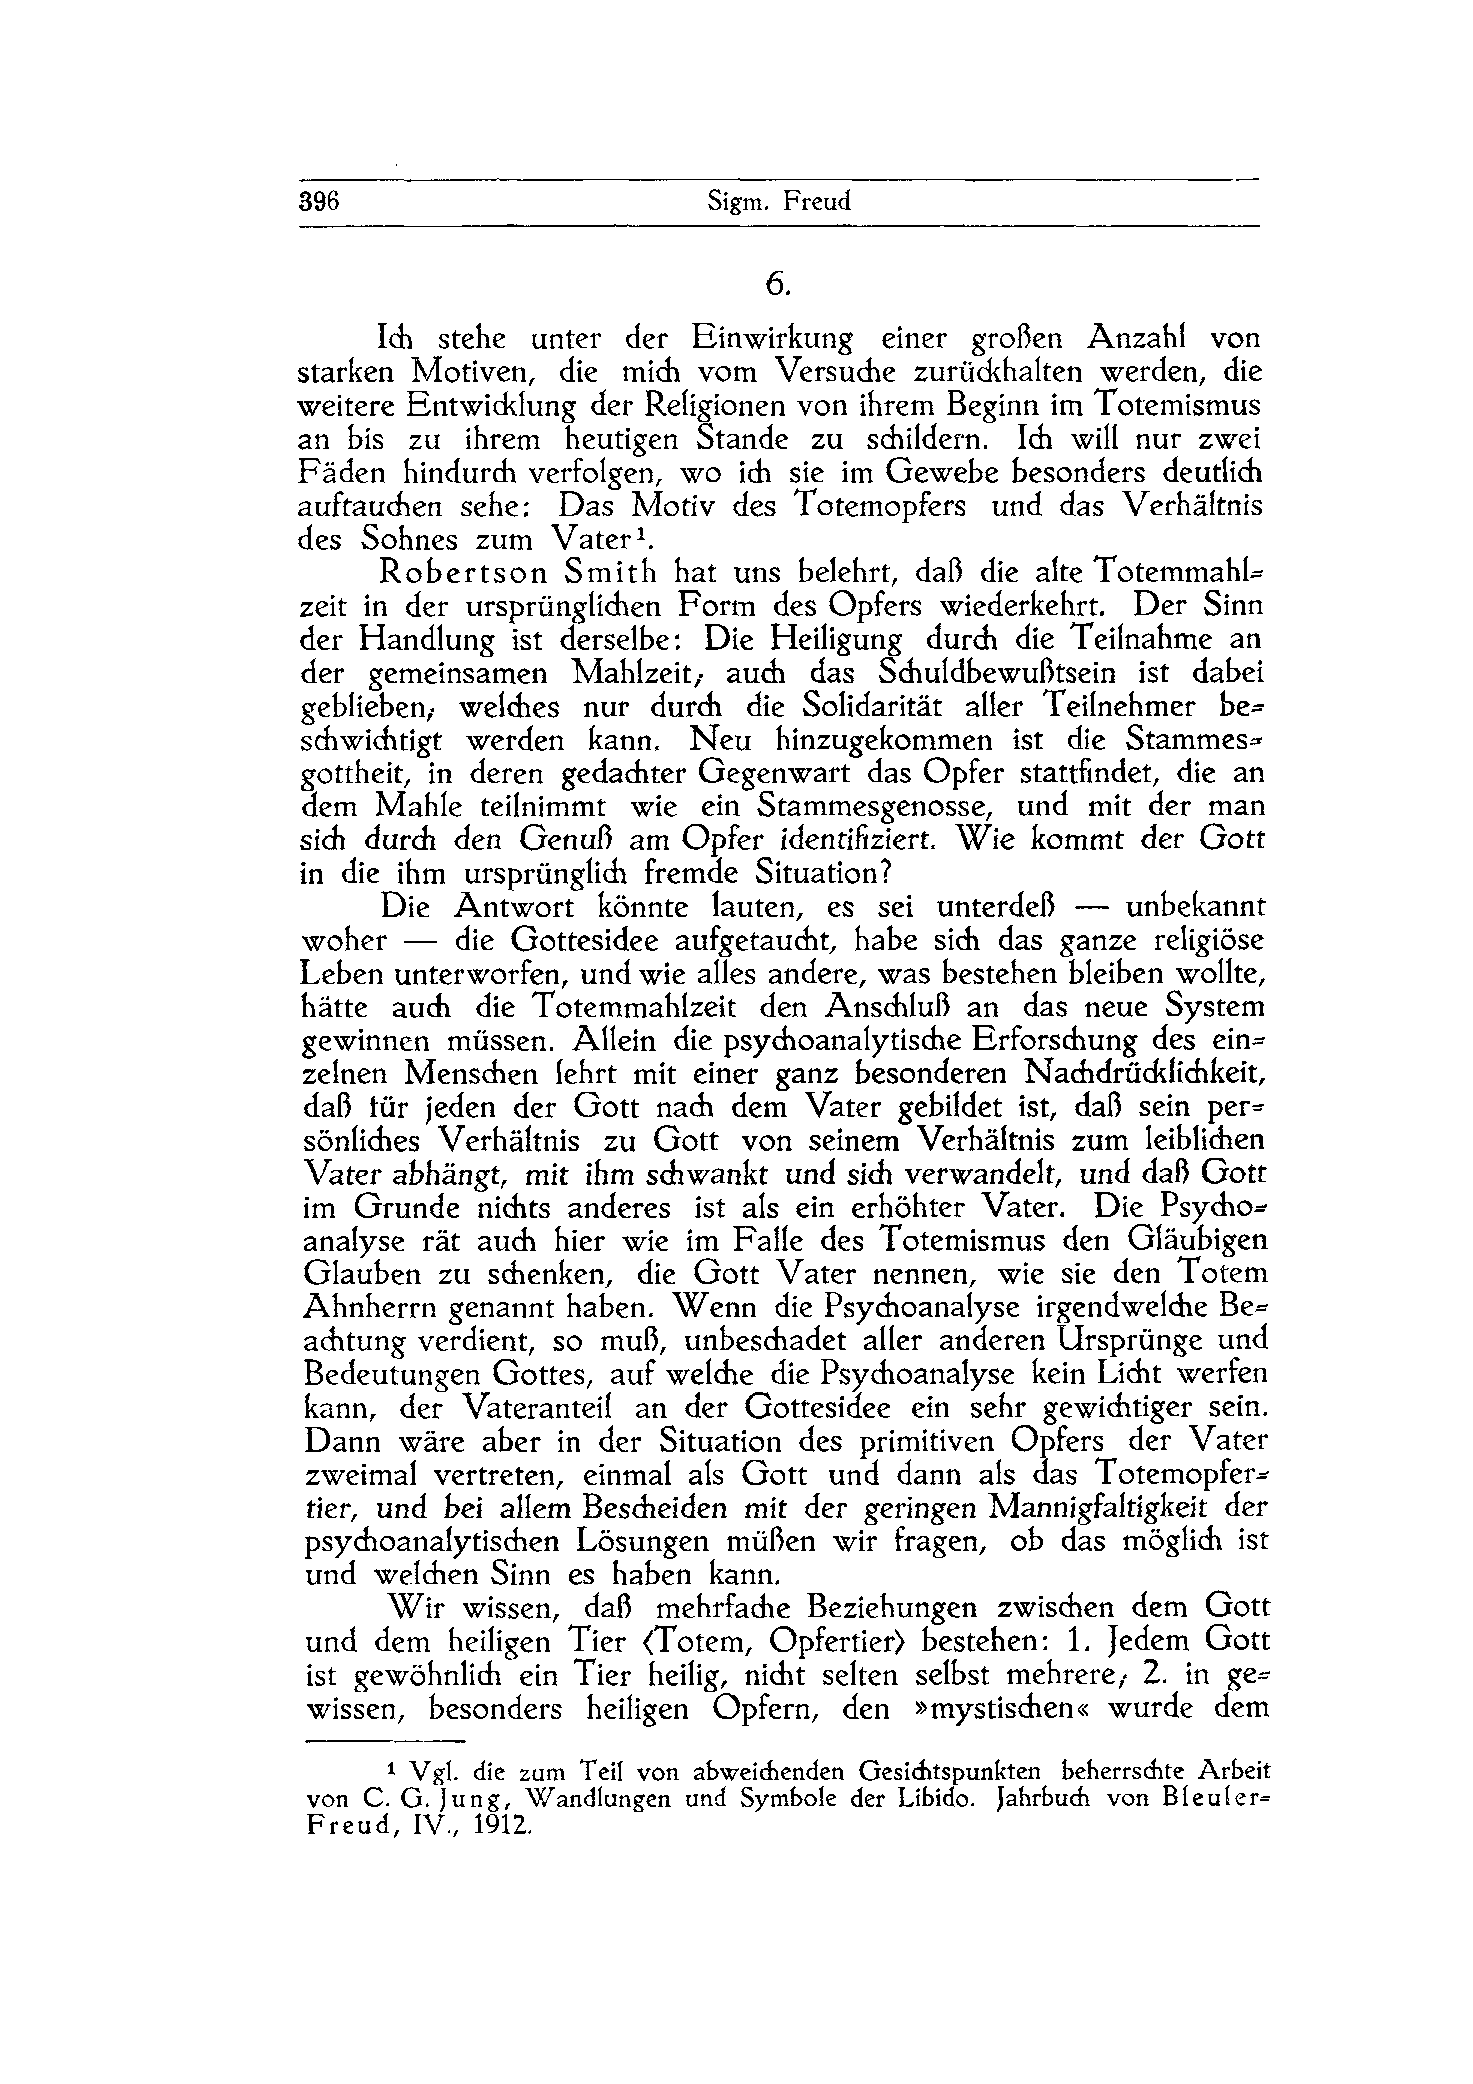 396 Sigm. Freud
6.
Ich stehe unter der Einwirkung einer großen Anzahl von
starken Motiven, die mich vom Versuche zurückhalten werden, die
weitere Entwicklung der Religionen von ihrem Beginn im Totemismus
an bis zu ihrem heutigen Stande zu schildern. Ich will nur zwei
Fäden hindurch verfolgen, wo ich sie im Gewebe besonders deutlich
auftauchen sehe: Das Motiv des Totemopfers und das Verhältnis
des Sohnes zum Vater¹.
Robertson Smith hat uns belehrt, daß die alte Totemmahl-
zeit in der ursprünglichen Form des Opfers wiederkehrt. Der Sinn
der Handlung ist derselbe: Die Heiligung durch die Teilnahme an
der gemeinsamen Mahlzeit; auch das Schuldbewußtsein ist dabei
geblieben; welches nur durch die Solidarität aller Teilnehmer be-
schwichtigt werden kann. Neu hinzugekommen ist die Stammes-
gottheit, in deren gedachter Gegenwart das Opfer stattfindet, die an
dem Mahle teilnimmt wie ein Stammesgenosse, und mit der man
sich durch den Genuß am Opfer identifiziert. Wie kommt der Gott
in die ihm ursprünglich fremde Situation?
Die Antwort könnte lauten, es sei unterdeß — unbekannt
woher — die Gottesidee aufgetaucht, habe sich das ganze religiöse
Leben unterworfen, und wie alles andere, was bestehen bleiben wollte,
hätte auch die Totemmahlzeit den Anschluß an das neue System
gewinnen müssen. Allein die psychoanalytische Erforschung des ein-
zelnen Menschen lehrt mit einer ganz besonderen Nachdrücklichkeit,
daß für jeden der Gott nach dem Vater gebildet ist, daß sein per-
sönliches Verhältnis zu Gott von seinem Verhältnis zum leiblichen
Vater abhängt, mit ihm schwankt und sich verwandelt, und daß Gott
im Grunde nichts anderes ist als ein erhöhter Vater. Die Psycho-
analyse rät auch hier wie im Falle des Totemismus den Gläubigen
Glauben zu schenken, die Gott Vater nennen, wie sie den Totem
Ahnherrn genannt haben. Wenn die Psychoanalyse irgendwelche Be-
achtung verdient, so muß, unbeschadet aller anderen Ursprünge und
Bedeutungen Gottes, auf welche die Psychoanalyse kein Licht werfen
kann, der Vateranteil an der Gottesidee ein sehr gewichtiger sein.
Dann wäre aber in der Situation des primitiven Opfers der Vater
zweimal vertreten, einmal als Gott und dann als das Totemopfer-
tier, und bei allem Bescheiden mit der geringen Mannigfaltigkeit der
psychoanalytischen Lösungen müßen wir fragen, ob das möglich ist
und welchen Sinn es haben kann.
Wir wissen, daß mehrfache Beziehungen zwischen dem Gott
und dem heiligen Tier (Totem, Opfertier) bestehen: 1. Jedem Gott
ist gewöhnlich ein Tier heilig, nicht selten selbst mehrere; 2. in ge-
wissen, besonders heiligen Opfern, den »mystischen« wurde dem
¹ Vgl. die zum Teil von abweichenden Gesichtspunkten beherrschte Arbeit
von C. G. Jung, Wandlungen und Symbole der Libido. Jahrbuch von Bleuler-
Freud, IV., 1912.